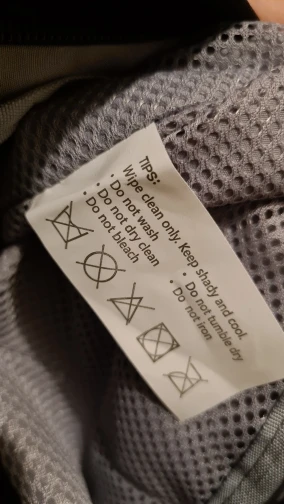 TIPS:
Wipe clean only. Keep shady and cool.
• Do not wash
• Do not tumble dry
• Do not dry clean
• Do not iron
• Do not bleach